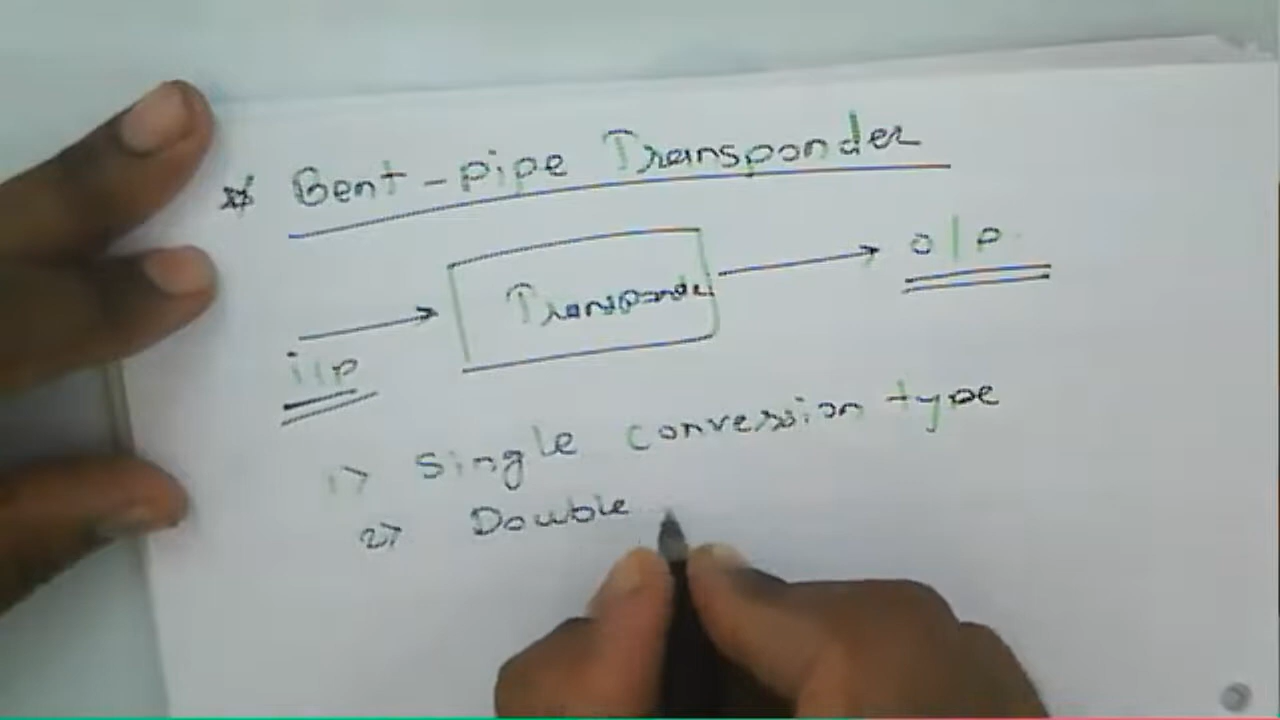 * Bent-pipe Transponder
o/p
Transponder
i/p
1> Single conversion type
2> Double